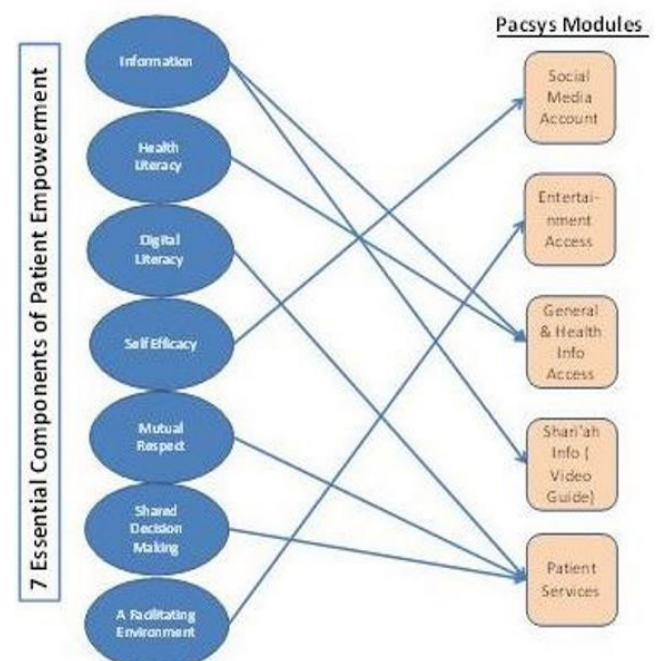 7 Essential Components of Patient Empowerment
Information
Health
Literacy
Digital
Literacy
Self Efficacy
Mutual
Respect
Shared
Decision
Making
A Facilitating
Environment
Pacsys Modules
Social
Media
Account
Entertai-
nment
Access
General
& Health
Info
Access
Shari'ah
Info (
Video
Guide)
Patient
Services